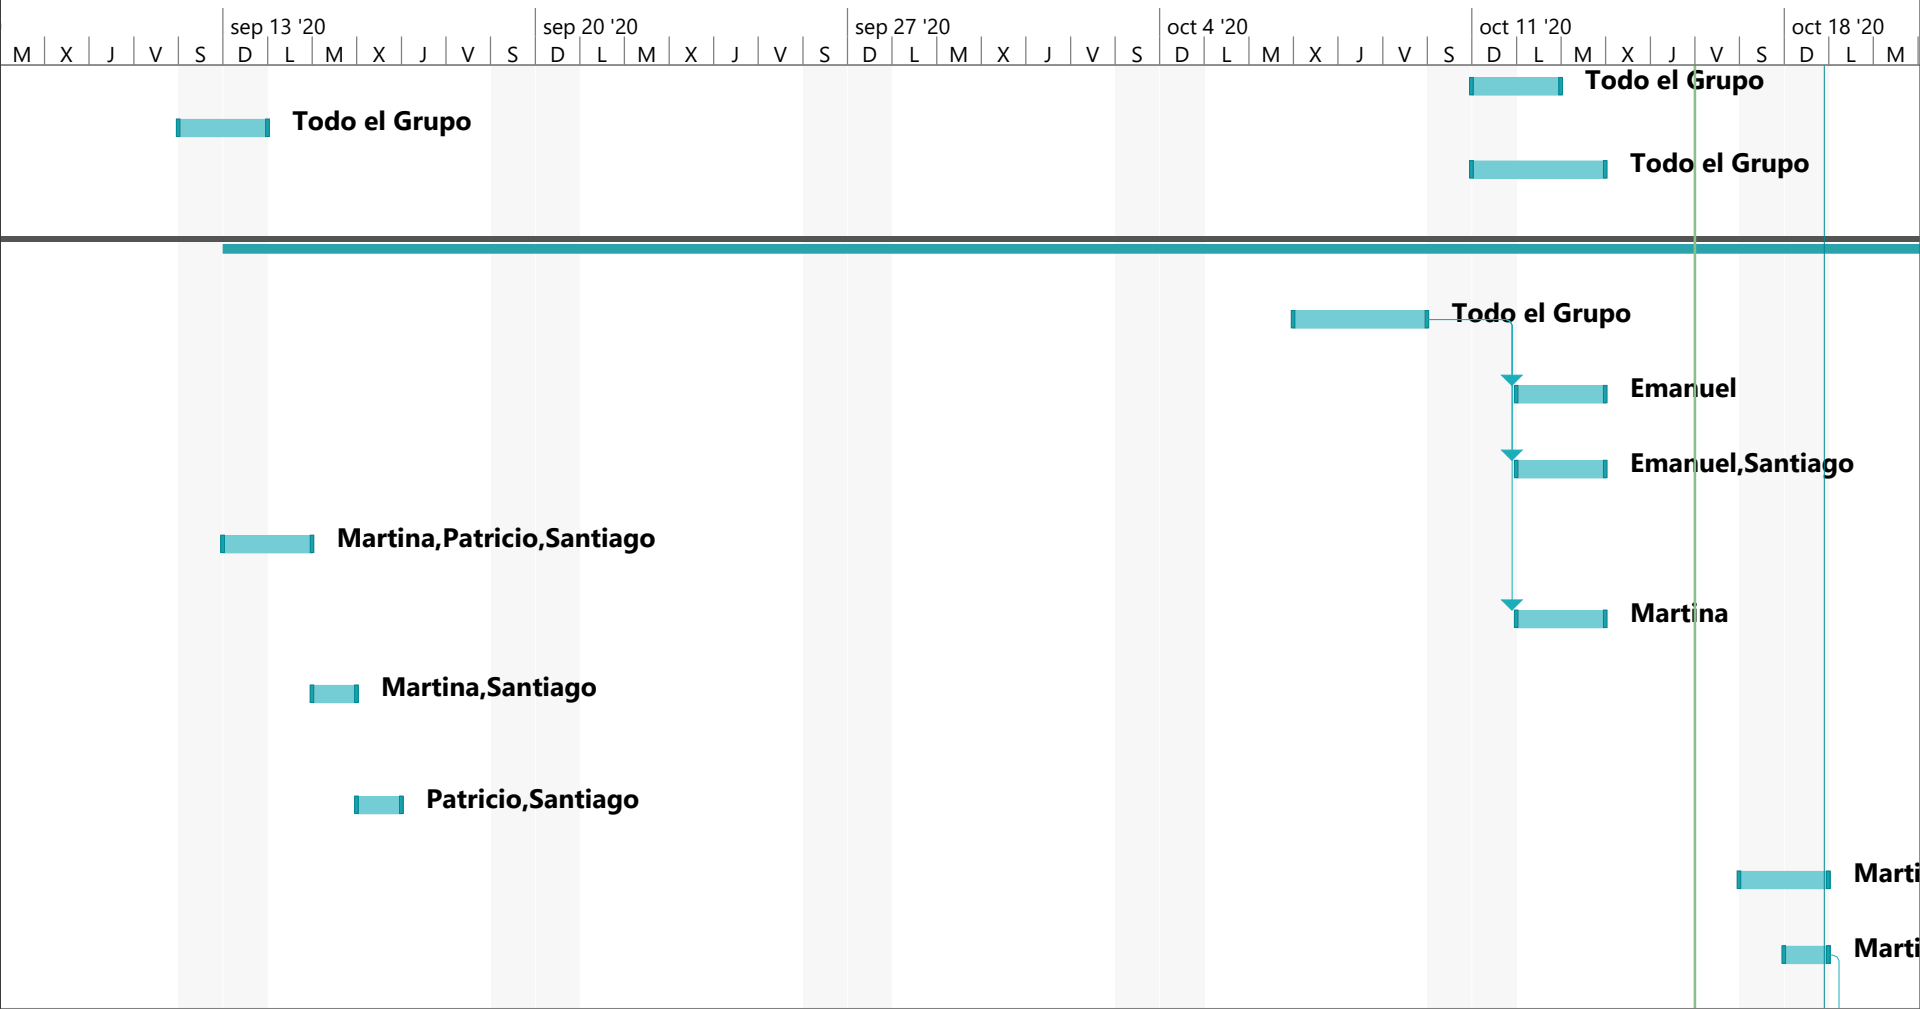 sep 13 '20 sep 20 '20 sep 27 '20 oct 4 '20 oct 11 '20 oct 18 '20
M X J V S D L M X J V S D L M X J V S D L M X J V S D L M X J V S D L M X J V S D L M
Todo el Grupo
Todo el Grupo
Todo el Grupo
Todo el Grupo
Emanuel
Emanuel,Santiago
Martina,Patricio,Santiago
Martina
Martina,Santiago
Patricio,Santiago
Marti
Marti